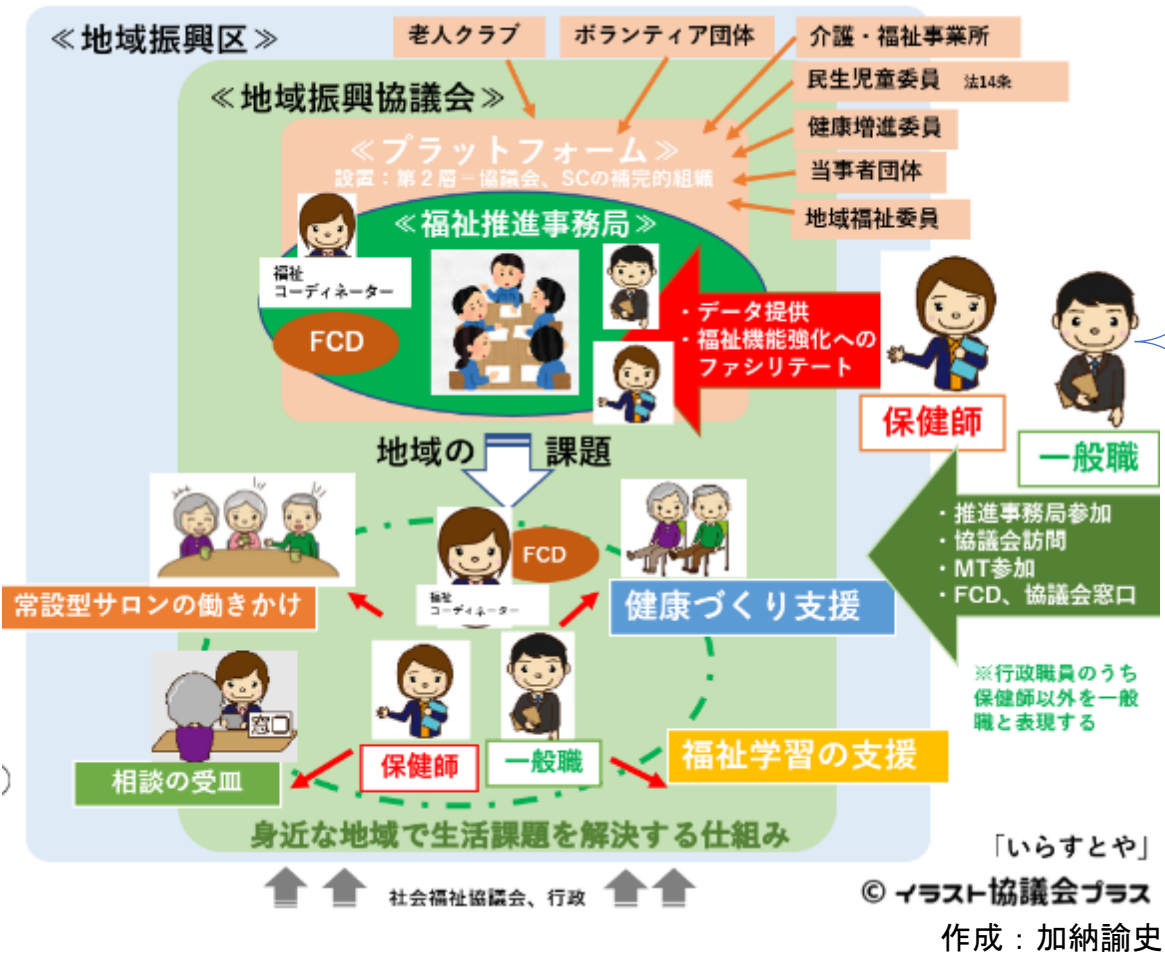 ≪地域振興区≫
老人クラブ
ボランティア団体
介護・福祉事業所
民生児童委員 法14条
健康増進委員
当事者団体
地域福祉委員
≪地域振興協議会≫
≪プラットフォーム≫
設置：第２層－協議会、SCの補完的組織
≪福祉推進事務局≫
福祉
コーディネーター
FCD
・データ提供
・福祉機能強化への
ファシリテート
保健師
一般職
地域の 課題
・推進事務局参加
・協議会訪問
・MT参加
・FCD、協議会窓口
FCD
福祉
コーディネーター
常設型サロンの働きかけ
健康づくり支援
※行政職員のうち
保健師以外を一般
職と表現する
窓口
相談の受皿
保健師
一般職
福祉学習の支援
身近な地域で生活課題を解決する仕組み
社会福祉協議会、行政
「いらすとや」
© イラスト協議会プラス
作成：加納諭史